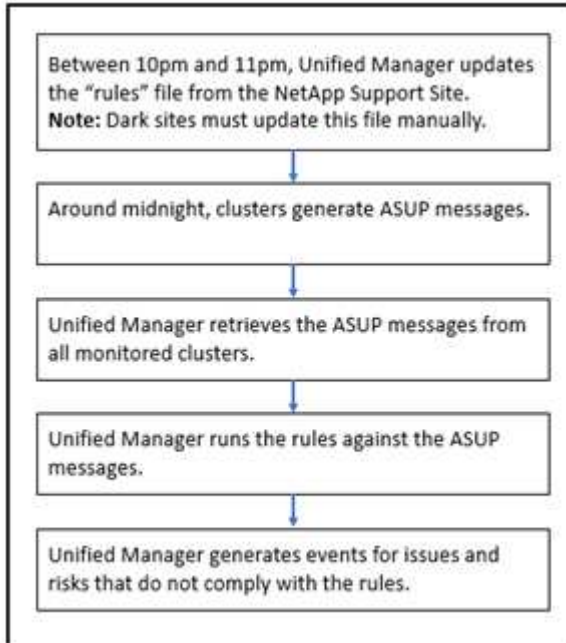 Between 10pm and 11pm, Unified Manager updates
the “rules” file from the NetApp Support Site.
Note: Dark sites must update this file manually.
Around midnight, clusters generate ASUP messages.
Unified Manager retrieves the ASUP messages from
all monitored clusters.
Unified Manager runs the rules against the ASUP
messages.
Unified Manager generates events for issues and
risks that do not comply with the rules.